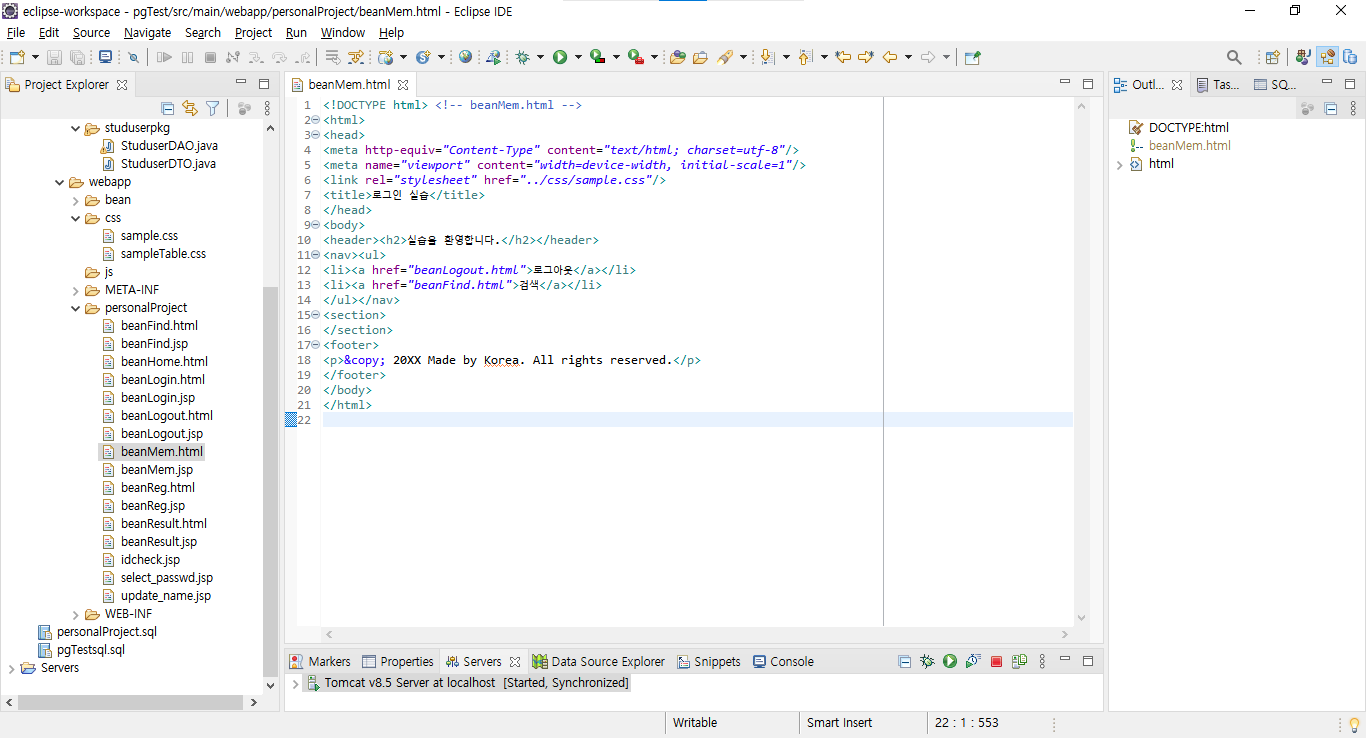 eclipse-workspace - pgTest/src/main/webapp/personalProject/beanMem.html - Eclipse IDE
File Edit Source Navigate Search Project Run Window Help
Project Explorer
studuserpkg
StuduserDAO.java
StuduserDTO.java
webapp
bean
css
sample.css
sampleTable.css
js
META-INF
personalProject
beanFind.html
beanFind.jsp
beanHome.html
beanLogin.html
beanLogin.jsp
beanLogout.html
beanLogout.jsp
beanMem.html
beanMem.jsp
beanReg.html
beanReg.jsp
beanResult.html
beanResult.jsp
idcheck.jsp
select_passwd.jsp
update_name.jsp
WEB-INF
personalProject.sql
pgTestsql.sql
Servers
beanMem.html
1 <!DOCTYPE html> <!-- beanMem.html -->
2 <html>
3 <head>
4 <meta http-equiv="Content-Type" content="text/html; charset=utf-8"/>
5 <meta name="viewport" content="width=device-width, initial-scale=1"/>
6 <link rel="stylesheet" href="../css/sample.css"/>
7 <title>로그인 실습</title>
8 </head>
9 <body>
10 <header><h2>실습을 환영합니다.</h2></header>
11 <nav><ul>
12 <li><a href="beanLogout.html">로그아웃</a></li>
13 <li><a href="beanFind.html">검색</a></li>
14 </ul></nav>
15 <section>
16 </section>
17 <footer>
18 <p>&copy; 20XX Made by Korea. All rights reserved.</p>
19 </footer>
20 </body>
21 </html>
22
Outl... Tas... SQ...
DOCTYPE:html
beanMem.html
html
Markers Properties Servers Data Source Explorer Snippets Console
Tomcat v8.5 Server at localhost [Started, Synchronized]
Writable Smart Insert 22 : 1 : 553